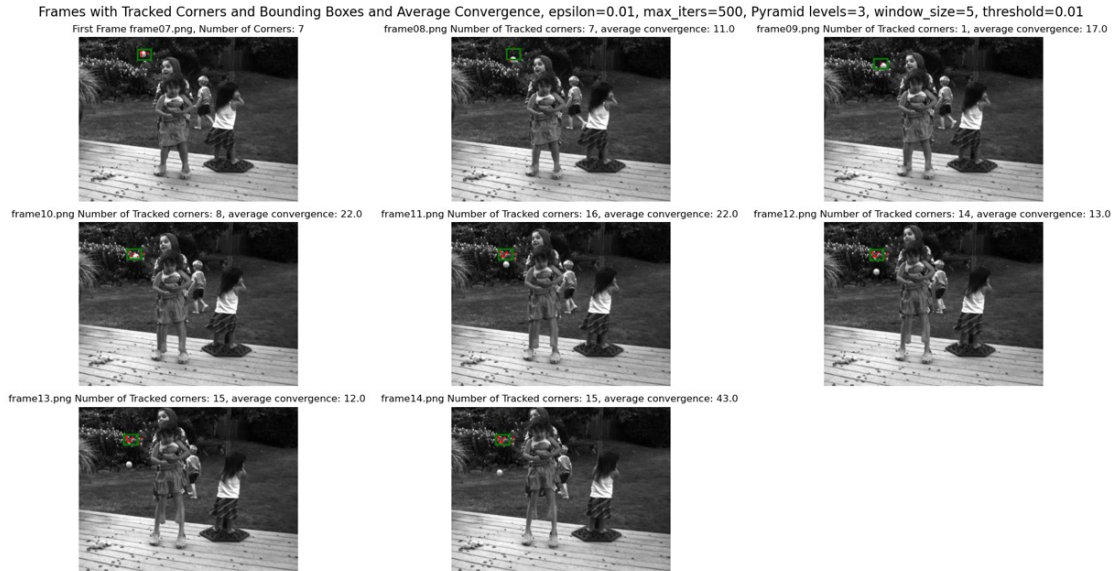 Frames with Tracked Corners and Bounding Boxes and Average Convergence, epsilon=0.01, max_iters=500, Pyramid levels=3, window_size=5, threshold=0.01
First Frame frame07.png, Number of Corners: 7
frame08.png Number of Tracked corners: 7, average convergence: 11.0
frame09.png Number of Tracked corners: 1, average convergence: 17.0
frame10.png Number of Tracked corners: 8, average convergence: 22.0
frame11.png Number of Tracked corners: 16, average convergence: 22.0
frame12.png Number of Tracked corners: 14, average convergence: 13.0
frame13.png Number of Tracked corners: 15, average convergence: 12.0
frame14.png Number of Tracked corners: 15, average convergence: 43.0